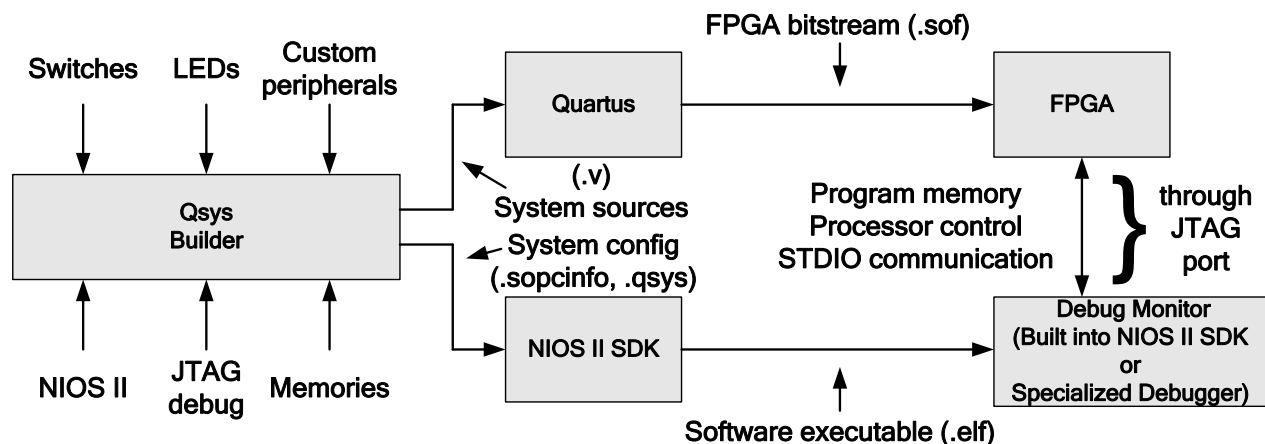 Switches
LEDs
Custom
peripherals
Qsys
Builder
NIOS II
JTAG
debug
Memories
Quartus
(.v)
System sources
System config
(.sopcinfo, .qsys)
NIOS II SDK
FPGA bitstream (.sof)
FPGA
Program memory
Processor control
STDIO communication
}
through
JTAG
port
Debug Monitor
(Built into NIOS II SDK
or
Specialized Debugger)
Software executable (.elf)